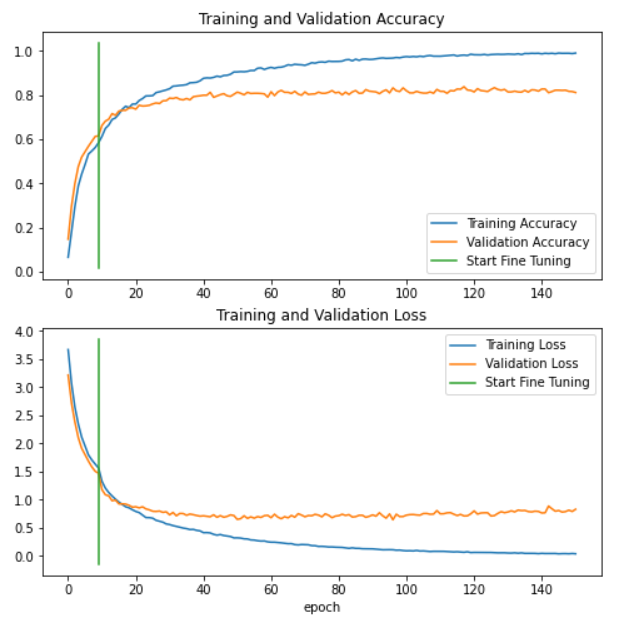 Training and Validation Accuracy
1.0
0.8
0.6
0.4
0.2
0.0
Training Accuracy
Validation Accuracy
Start Fine Tuning
0 20 40 60 80 100 120 140
Training and Validation Loss
4.0
3.5
3.0
2.5
2.0
1.5
1.0
0.5
0.0
Training Loss
Validation Loss
Start Fine Tuning
0 20 40 60 80 100 120 140
epoch